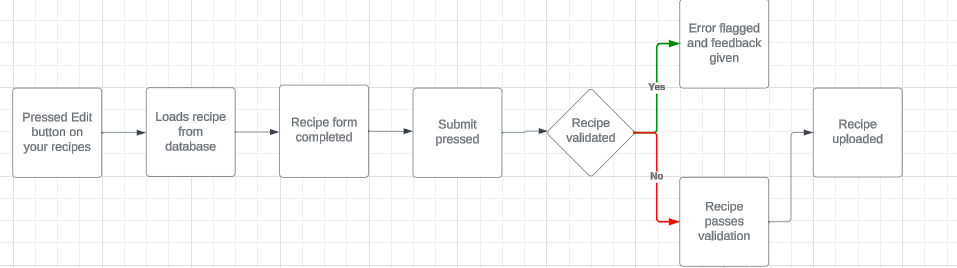 Pressed Edit
button on
your recipes
Loads recipe
from
database
Recipe form
completed
Submit
pressed
Recipe
validated
Yes
Error flagged
and feedback
given
No
Recipe
passes
validation
Recipe
uploaded